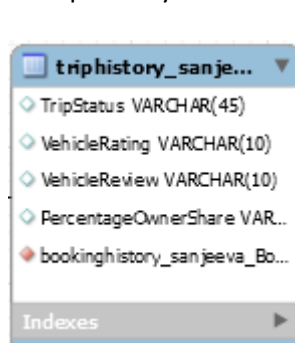 triphistory_sanje...
TripStatus VARCHAR(45)
VehicleRating VARCHAR(10)
VehicleReview VARCHAR(10)
PercentageOwnerShare VAR...
bookinghistory_sanjeeva_Bo...
Indexes